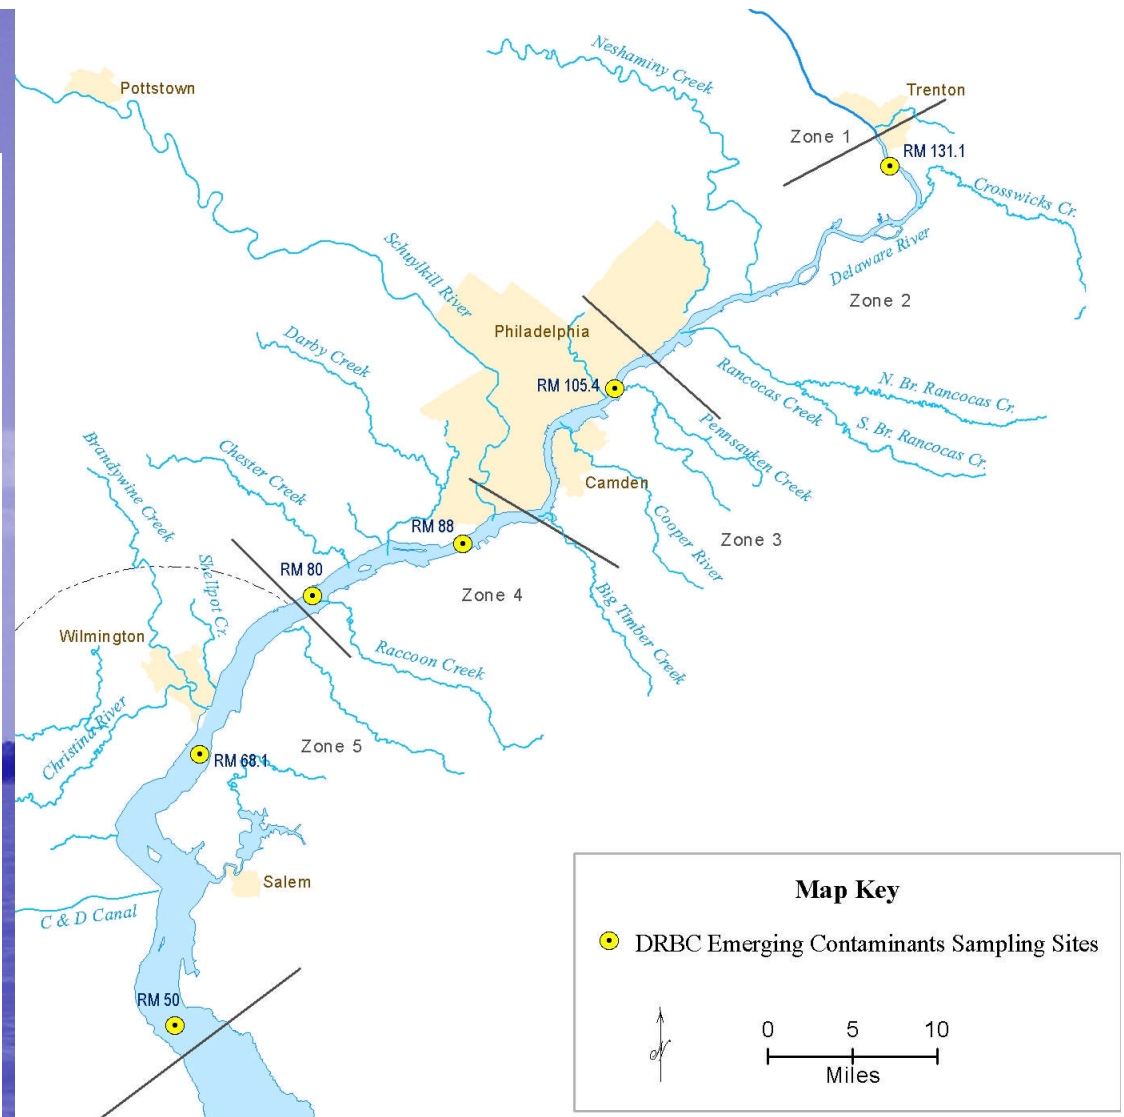 Neshaminy Creek
Pottstown
Trenton
Zone 1
RM 131.1
Crosswicks Cr.
Schuylkill River
Delaware River
Zone 2
Philadelphia
Darby Creek
RM 105.4
Rancocas Creek
N. Br. Rancocas Cr.
S. Br. Rancocas Cr.
Pennsauken Creek
Brandywine Creek
Chester Creek
Camden
Cooper River
RM 88
Zone 3
Shellpot Cr.
RM 80
Zone 4
Big Timber Creek
Wilmington
Raccoon Creek
Christina River
Zone 5
RM 68.1
Salem
C & D Canal
RM 50
Map Key
DRBC Emerging Contaminants Sampling Sites
N
0 5 10
Miles